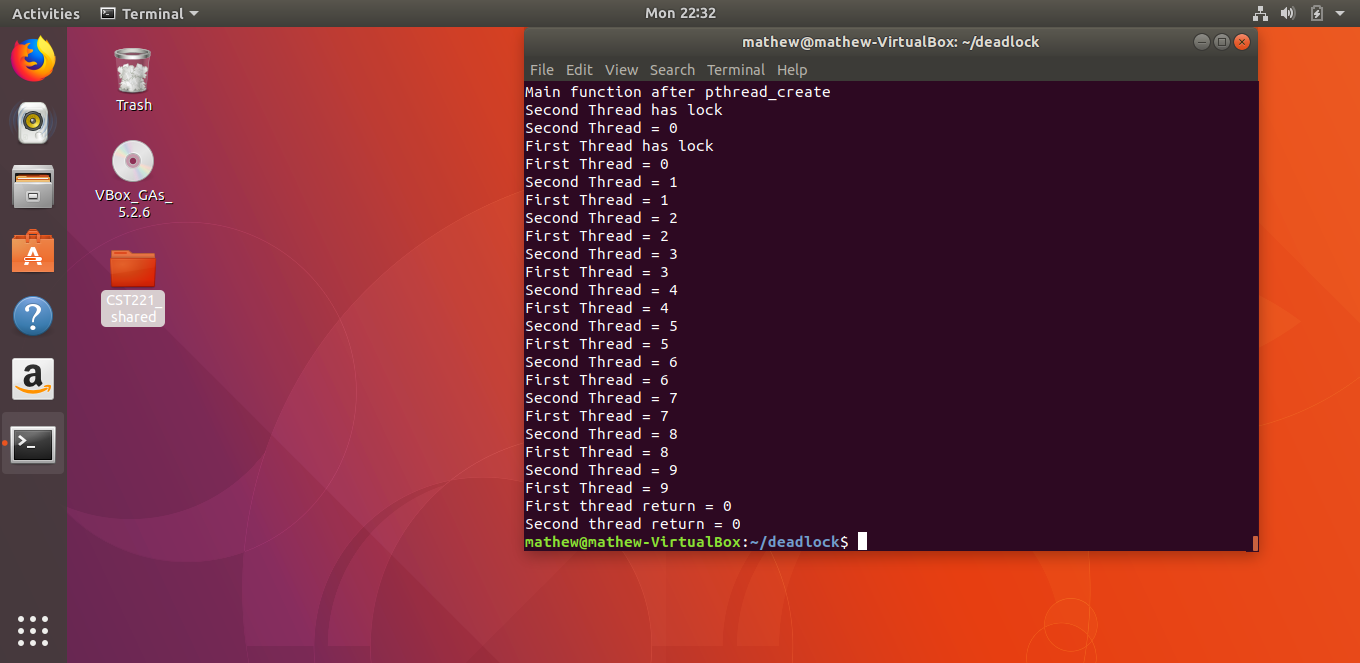 Activities
Terminal
Mon 22:32
Trash
VBox_GAs_
5.2.6
CST221_
shared
mathew@mathew-VirtualBox: ~/deadlock
File Edit View Search Terminal Help
Main function after pthread_create
Second Thread has lock
Second Thread = 0
First Thread has lock
First Thread = 0
Second Thread = 1
First Thread = 1
Second Thread = 2
First Thread = 2
Second Thread = 3
First Thread = 3
Second Thread = 4
First Thread = 4
Second Thread = 5
First Thread = 5
Second Thread = 6
First Thread = 6
Second Thread = 7
First Thread = 7
Second Thread = 8
First Thread = 8
Second Thread = 9
First Thread = 9
First thread return = 0
Second thread return = 0
mathew@mathew-VirtualBox:~/deadlock$